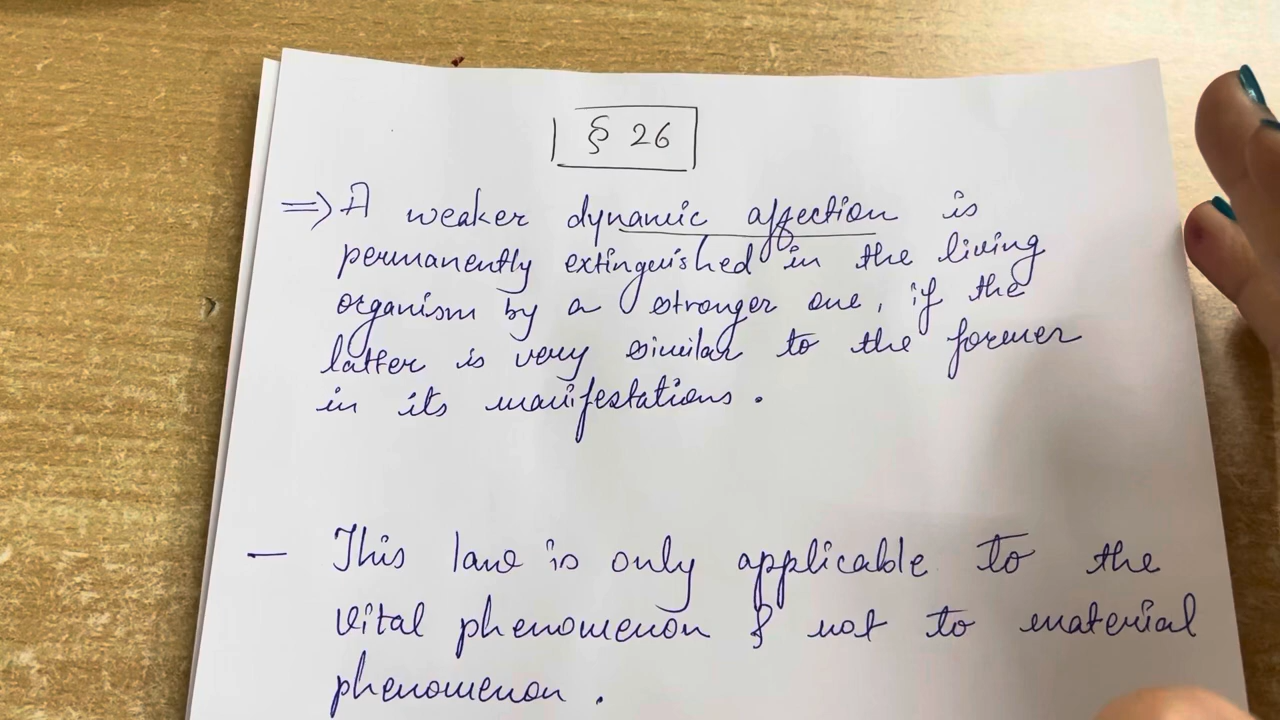 § 26
⇒ A weaker dynamic affection is
permanently extinguished in the living
organism by a stronger one, if the
latter is very similar to the former
in its manifestations.
— This law is only applicable to the
vital phenomenon & not to material
phenomenon.